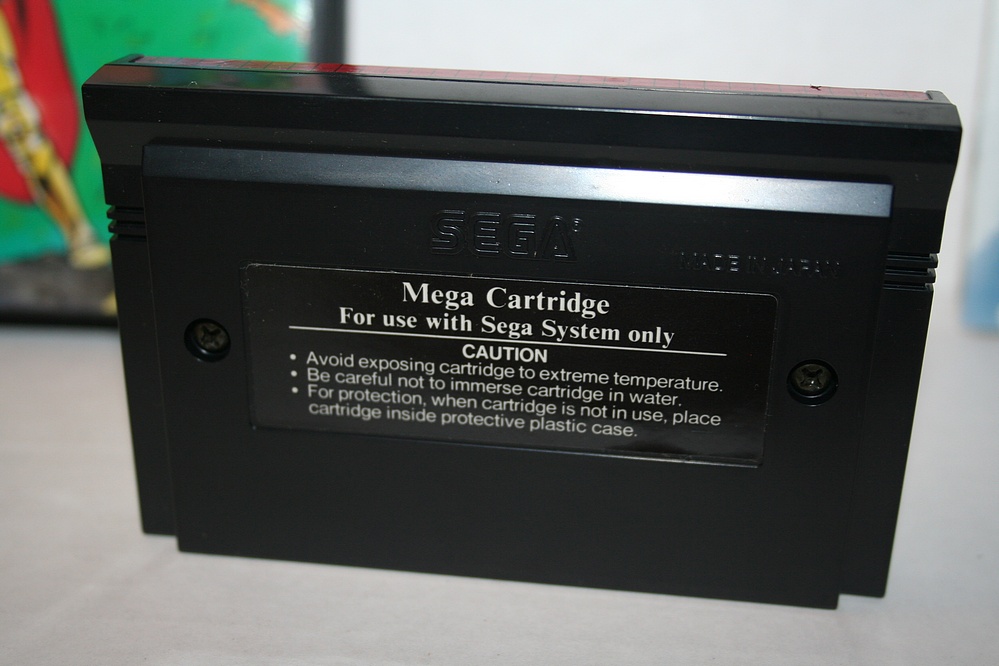 SEGA®
MADE IN JAPAN
Mega Cartridge
For use with Sega System only
CAUTION
• Avoid exposing cartridge to extreme temperature.
• Be careful not to immerse cartridge in water.
• For protection, when cartridge is not in use, place
cartridge inside protective plastic case.